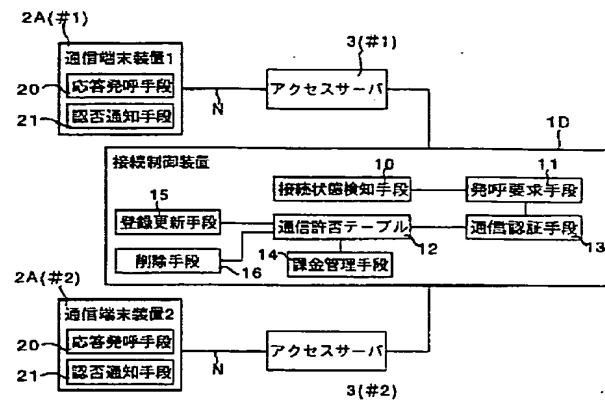 2A(#1)
通信端末装置1
20
応答発呼手段
21
認否通知手段
N
3(#1)
アクセスサーバ
1D
接続制御装置
10
接続状態検知手段
11
発呼要求手段
15
登録更新手段
通信許否テーブル
12
通信認証手段
13
削除手段
16
14
課金管理手段
2A(#2)
通信端末装置2
20
応答発呼手段
21
認否通知手段
N
アクセスサーバ
3(#2)